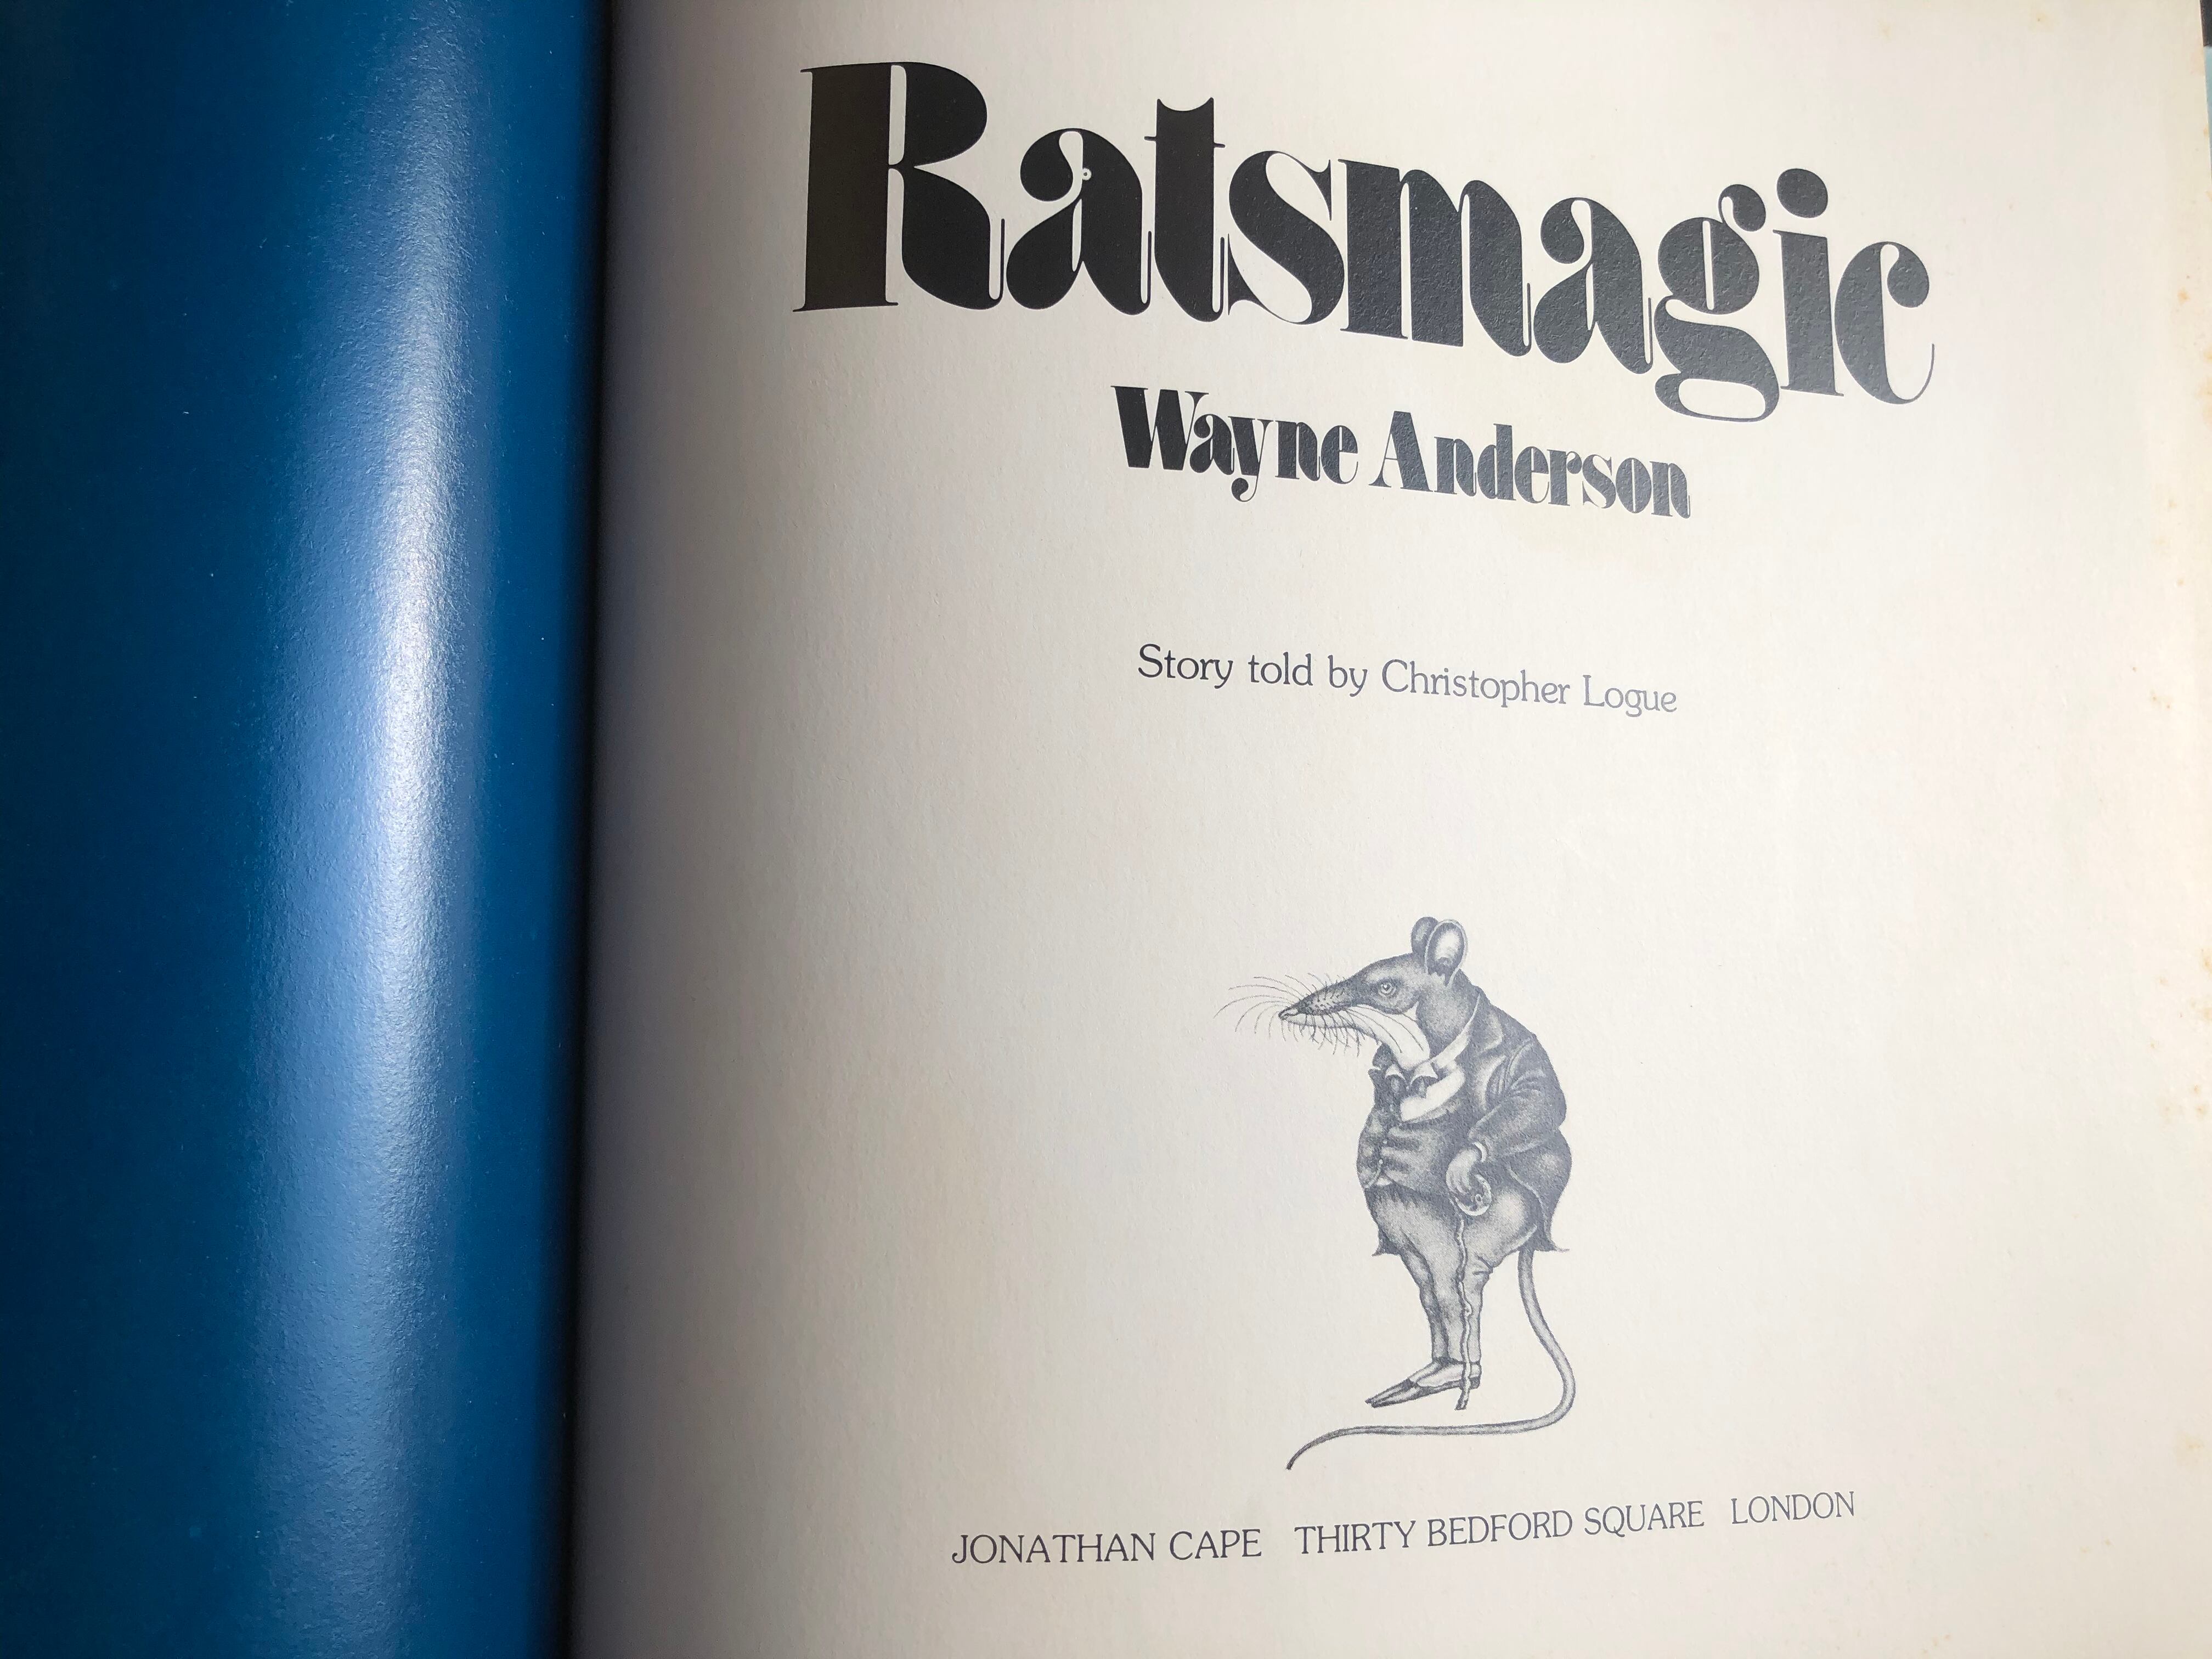 Ratsmagic
Wayne Anderson
Story told by Christopher Logue
JONATHAN CAPE THIRTY BEDFORD SQUARE LONDON